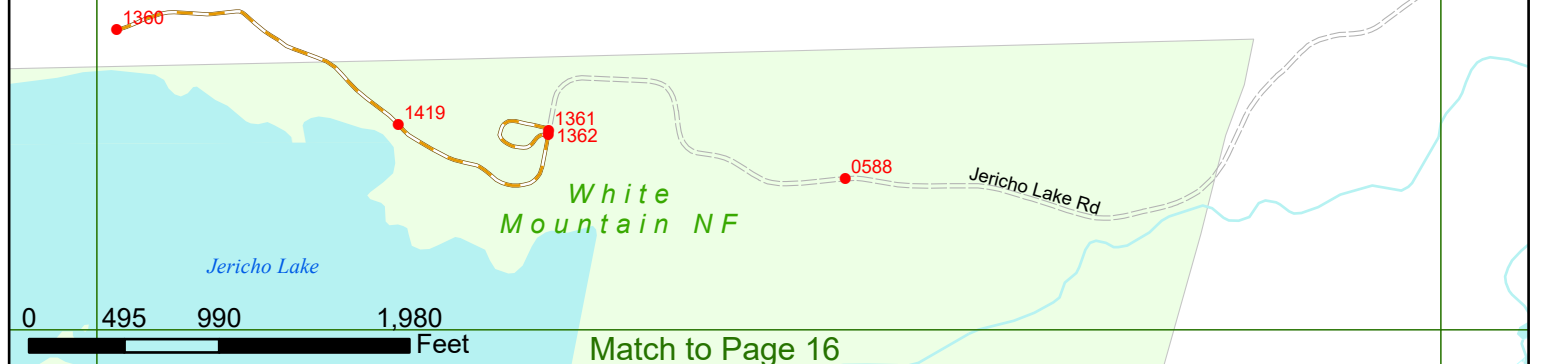 1360
1419
1361
1362
0588
Jericho Lake Rd
White
Mountain NF
Jericho Lake
0 495 990 1,980
Feet
Match to Page 16